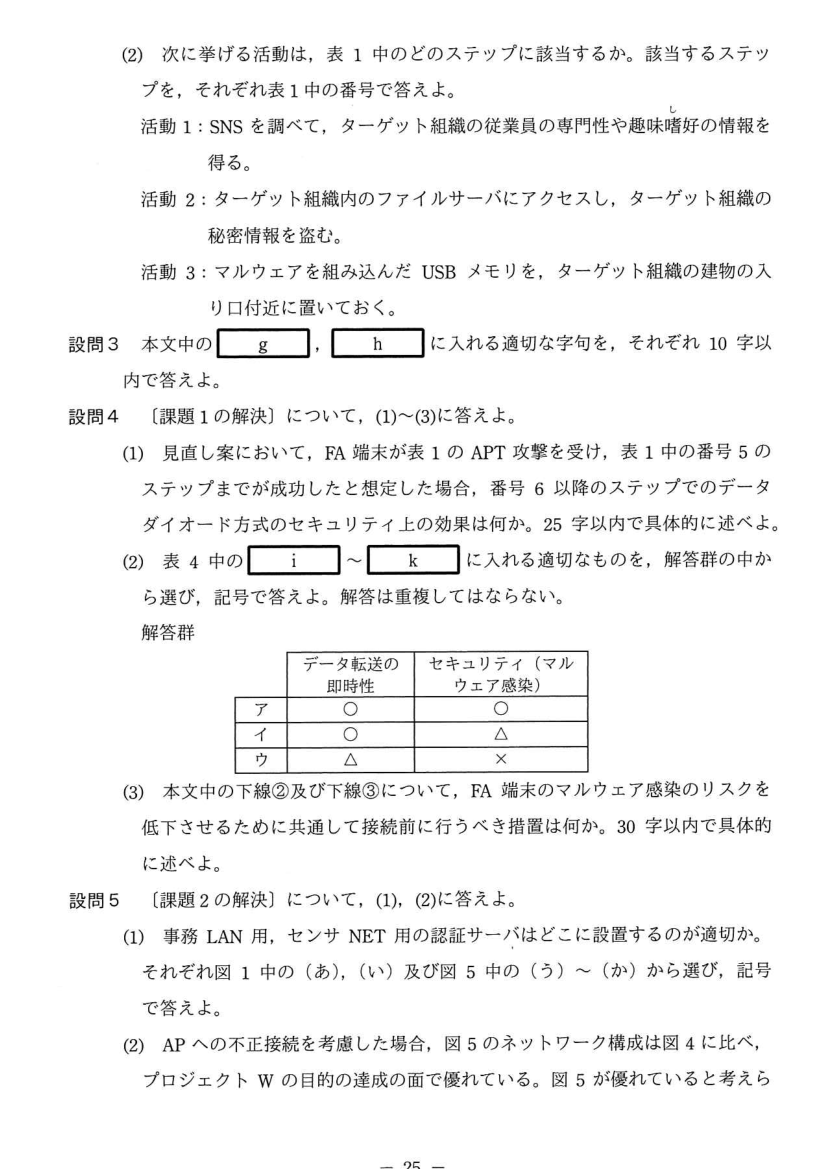 (2) 次に挙げる活動は，表 1 中のどのステップに該当するか。該当するステッ
プを，それぞれ表1中の番号で答えよ。
し
活動 1：SNS を調べて，ターゲット組織の従業員の専門性や趣味嗜好の情報を
得る。
活動 2：ターゲット組織内のファイルサーバにアクセスし，ターゲット組織の
秘密情報を盗む。
活動 3：マルウェアを組み込んだ USB メモリを，ターゲット組織の建物の入
り口付近に置いておく。
設問3 本文中の g ， h に入れる適切な字句を，それぞれ 10 字以
内で答えよ。
設問4 〔課題1の解決〕について，(1)～(3)に答えよ。
(1) 見直し案において，FA 端末が表 1 の APT 攻撃を受け，表 1 中の番号 5 の
ステップまでが成功したと想定した場合，番号 6 以降のステップでのデータ
ダイオード方式のセキュリティ上の効果は何か。25 字以内で具体的に述べよ。
(2) 表 4 中の i ～ k に入れる適切なものを，解答群の中か
ら選び，記号で答えよ。解答は重複してはならない。
解答群
データ転送の即時性 セキュリティ（マルウェア感染）
ア ○ ○
イ ○ △
ウ △ ×
(3) 本文中の下線②及び下線③について，FA 端末のマルウェア感染のリスクを
低下させるために共通して接続前に行うべき措置は何か。30 字以内で具体的
に述べよ。
設問5 〔課題2の解決〕について，(1)，(2)に答えよ。
(1) 事務 LAN 用，センサ NET 用の認証サーバはどこに設置するのが適切か。
それぞれ図 1 中の（あ），（い）及び図 5 中の（う）～（か）から選び，記号
で答えよ。
(2) AP への不正接続を考慮した場合，図 5 のネットワーク構成は図 4 に比べ，
プロジェクト W の目的の達成の面で優れている。図 5 が優れていると考えら
― 25 ―